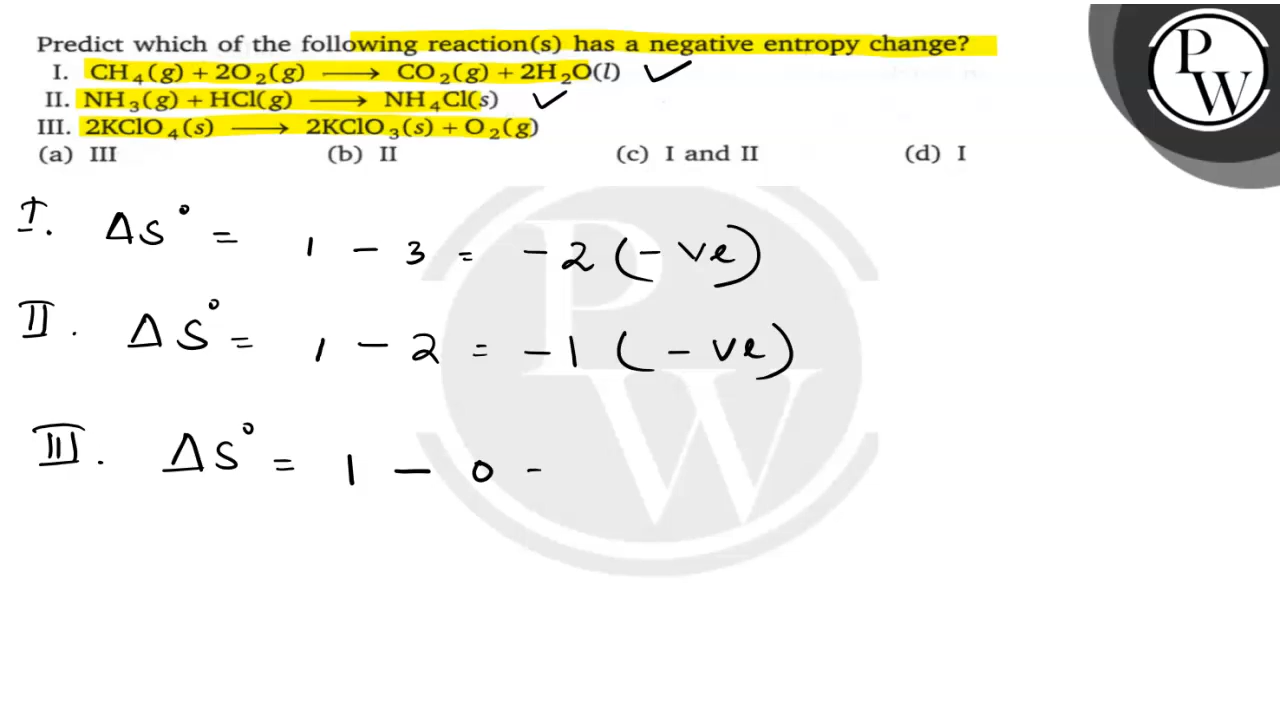 Predict which of the following reaction(s) has a negative entropy change?
I. CH₄(g) + 2O₂(g) ⟶ CO₂(g) + 2H₂O(l) ✓
II. NH₃(g) + HCl(g) ⟶ NH₄Cl(s) ✓
III. 2KClO₄(s) ⟶ 2KClO₃(s) + O₂(g)
(a) III (b) II (c) I and II (d) I
I. ΔS° = 1 - 3 = -2 (-ve)
II. ΔS° = 1 - 2 = -1 (-ve)
III. ΔS° = 1 - 0 -
P
W
P
W